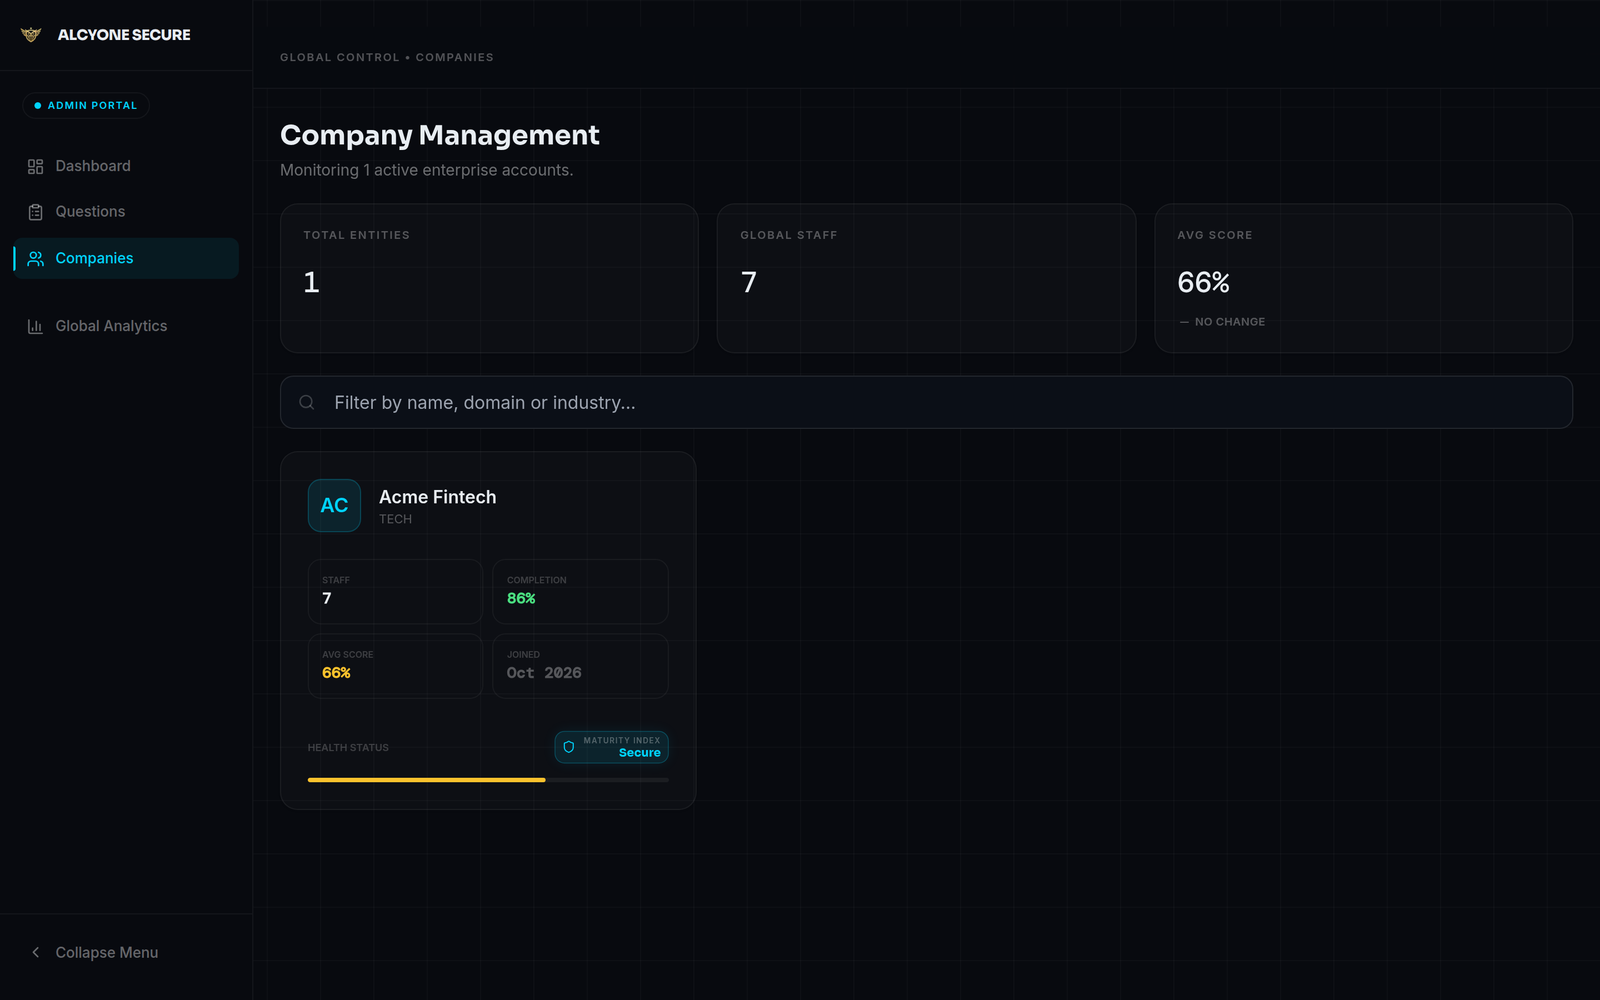 ALCYONE SECURE
ADMIN PORTAL
Dashboard
Questions
Companies
Global Analytics
Collapse Menu
GLOBAL CONTROL • COMPANIES
Company Management
Monitoring 1 active enterprise accounts.
TOTAL ENTITIES
1
GLOBAL STAFF
7
AVG SCORE
66%
— NO CHANGE
Filter by name, domain or industry...
AC
Acme Fintech
TECH
STAFF
7
COMPLETION
86%
AVG SCORE
66%
JOINED
Oct 2026
HEALTH STATUS
MATURITY INDEX
Secure